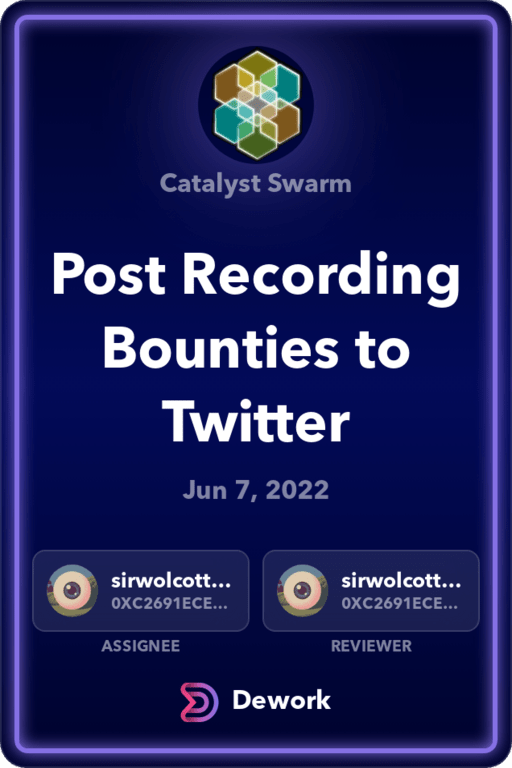 Catalyst Swarm
Post Recording
Bounties to
Twitter
Jun 7, 2022
sirwolcott...
0XC2691ECE...
ASSIGNEE
sirwolcott...
0XC2691ECE...
REVIEWER
Dework